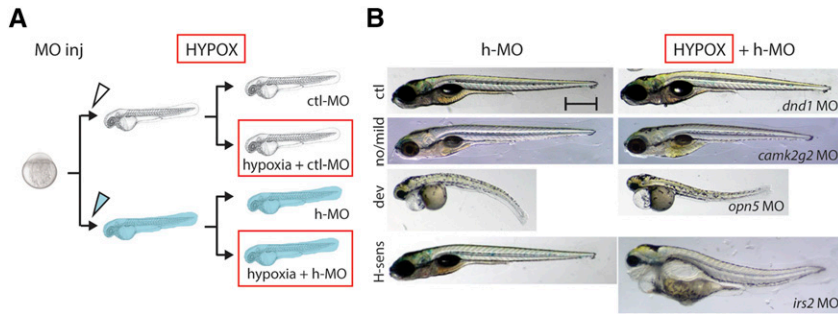 A
MO inj
HYPOX
ctl-MO
hypoxia + ctl-MO
h-MO
hypoxia + h-MO
B
h-MO
HYPOX + h-MO
ctl
dnd1 MO
no/mild
camk2g2 MO
dev
opn5 MO
H-sens
irs2 MO